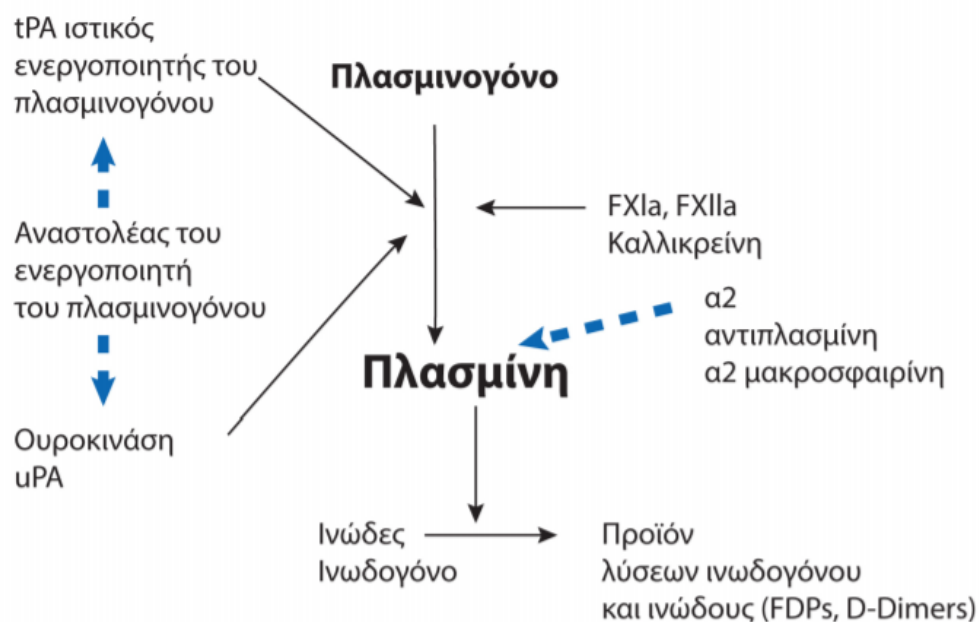 tPA ιστικός
ενεργοποιητής του
πλασμινογόνου
Πλασμινογόνο
Αναστολέας του
ενεργοποιητή
του πλασμινογόνου
FXIa, FXIIa
Καλλικρεΐνη
α2
αντιπλασμίνη
α2 μακροσφαιρίνη
Πλασμίνη
Ουροκινάση
uPA
Ινώδες
Ινωδογόνο
Προϊόν
λύσεων ινωδογόνου
και ινώδους (FDPs, D-Dimers)